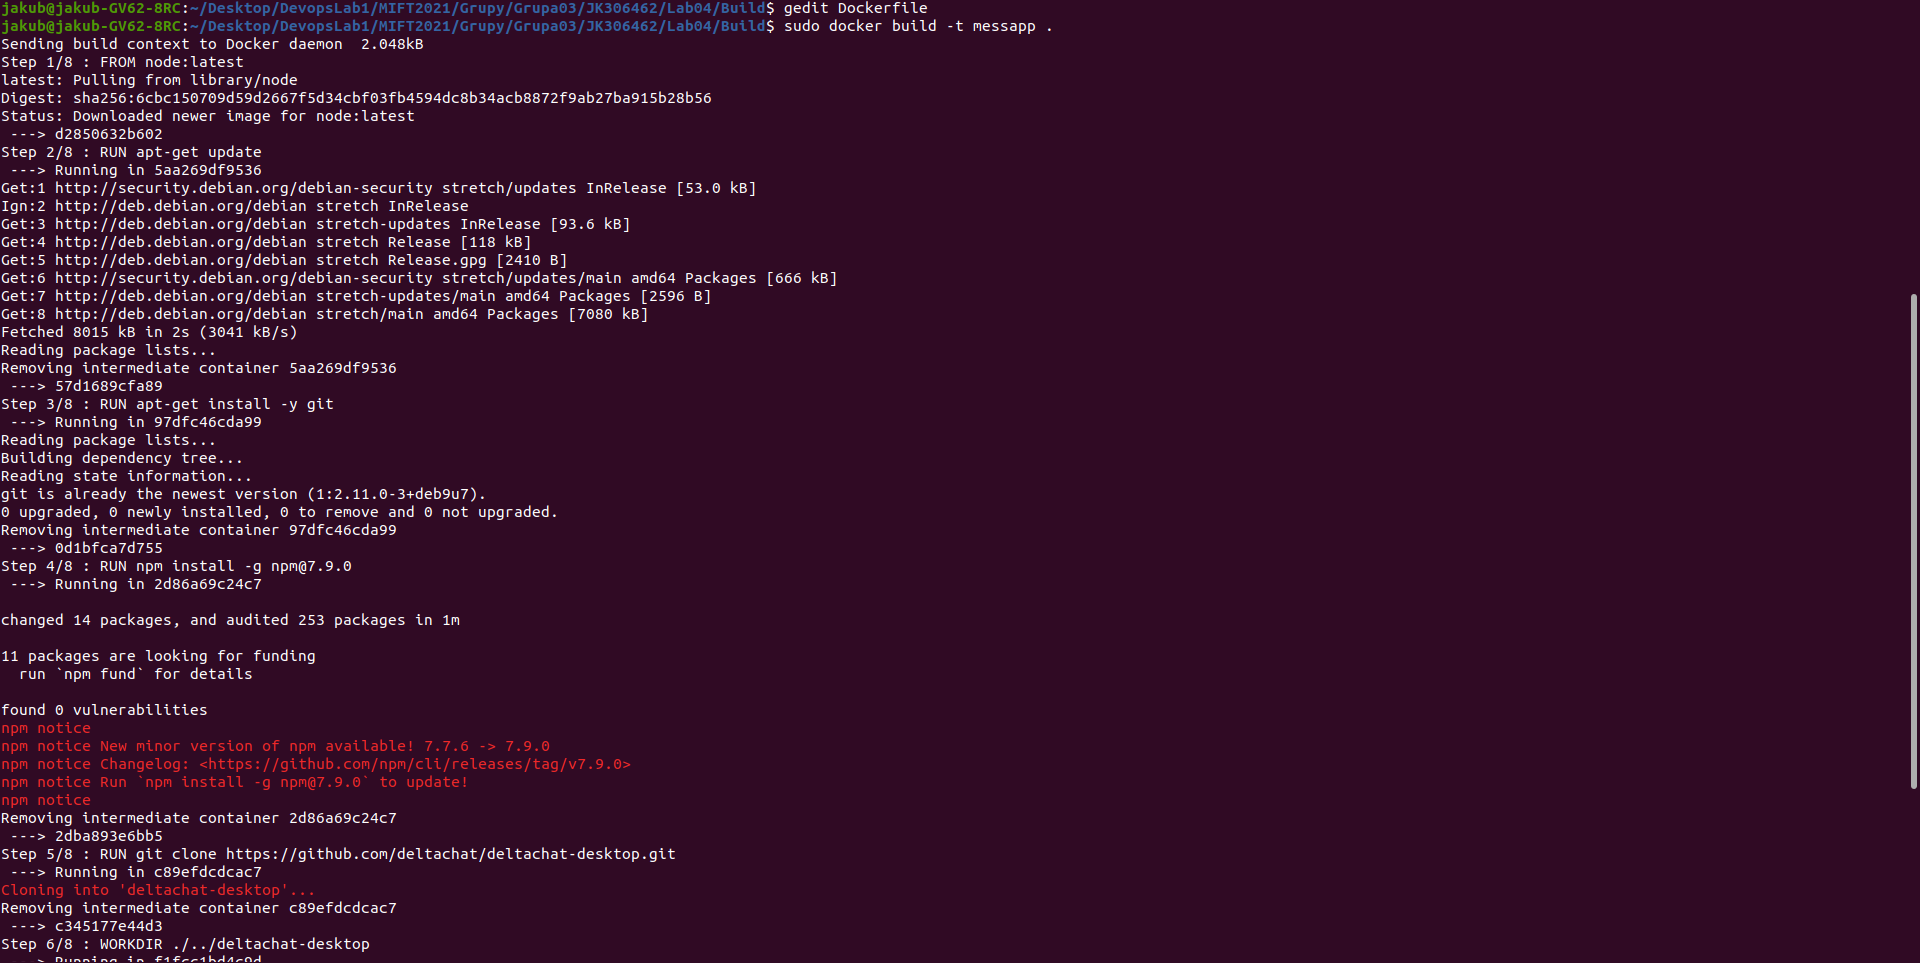 jakub@jakub-GV62-8RC:~/Desktop/DevopsLab1/MIFT2021/Grupy/Grupa03/JK306462/Lab04/Build$ gedit Dockerfile
jakub@jakub-GV62-8RC:~/Desktop/DevopsLab1/MIFT2021/Grupy/Grupa03/JK306462/Lab04/Build$ sudo docker build -t messapp .
Sending build context to Docker daemon  2.048kB
Step 1/8 : FROM node:latest
latest: Pulling from library/node
Digest: sha256:6cbc150709d59d2667f5d34cbf03fb4594dc8b34acb8872f9ab27ba915b28b56
Status: Downloaded newer image for node:latest
 ---> d2850632b602
Step 2/8 : RUN apt-get update
 ---> Running in 5aa269df9536
Get:1 http://security.debian.org/debian-security stretch/updates InRelease [53.0 kB]
Ign:2 http://deb.debian.org/debian stretch InRelease
Get:3 http://deb.debian.org/debian stretch-updates InRelease [93.6 kB]
Get:4 http://deb.debian.org/debian stretch Release [118 kB]
Get:5 http://deb.debian.org/debian stretch Release.gpg [2410 B]
Get:6 http://security.debian.org/debian-security stretch/updates/main amd64 Packages [666 kB]
Get:7 http://deb.debian.org/debian stretch-updates/main amd64 Packages [2596 B]
Get:8 http://deb.debian.org/debian stretch/main amd64 Packages [7080 kB]
Fetched 8015 kB in 2s (3041 kB/s)
Reading package lists...
Removing intermediate container 5aa269df9536
 ---> 57d1689cfa89
Step 3/8 : RUN apt-get install -y git
 ---> Running in 97dfc46cda99
Reading package lists...
Building dependency tree...
Reading state information...
git is already the newest version (1:2.11.0-3+deb9u7).
0 upgraded, 0 newly installed, 0 to remove and 0 not upgraded.
Removing intermediate container 97dfc46cda99
 ---> 0d1bfca7d755
Step 4/8 : RUN npm install -g npm@7.9.0
 ---> Running in 2d86a69c24c7
changed 14 packages, and audited 253 packages in 1m
11 packages are looking for funding
  run `npm fund` for details
found 0 vulnerabilities
npm notice
npm notice New minor version of npm available! 7.7.6 -> 7.9.0
npm notice Changelog: <https://github.com/npm/cli/releases/tag/v7.9.0>
npm notice Run `npm install -g npm@7.9.0` to update!
npm notice
Removing intermediate container 2d86a69c24c7
 ---> 2dba893e6bb5
Step 5/8 : RUN git clone https://github.com/deltachat/deltachat-desktop.git
 ---> Running in c89efdcdcac7
Cloning into 'deltachat-desktop'...
Removing intermediate container c89efdcdcac7
 ---> c345177e44d3
Step 6/8 : WORKDIR ./../deltachat-desktop
 ---> Running in f1fcc1bd4c9d